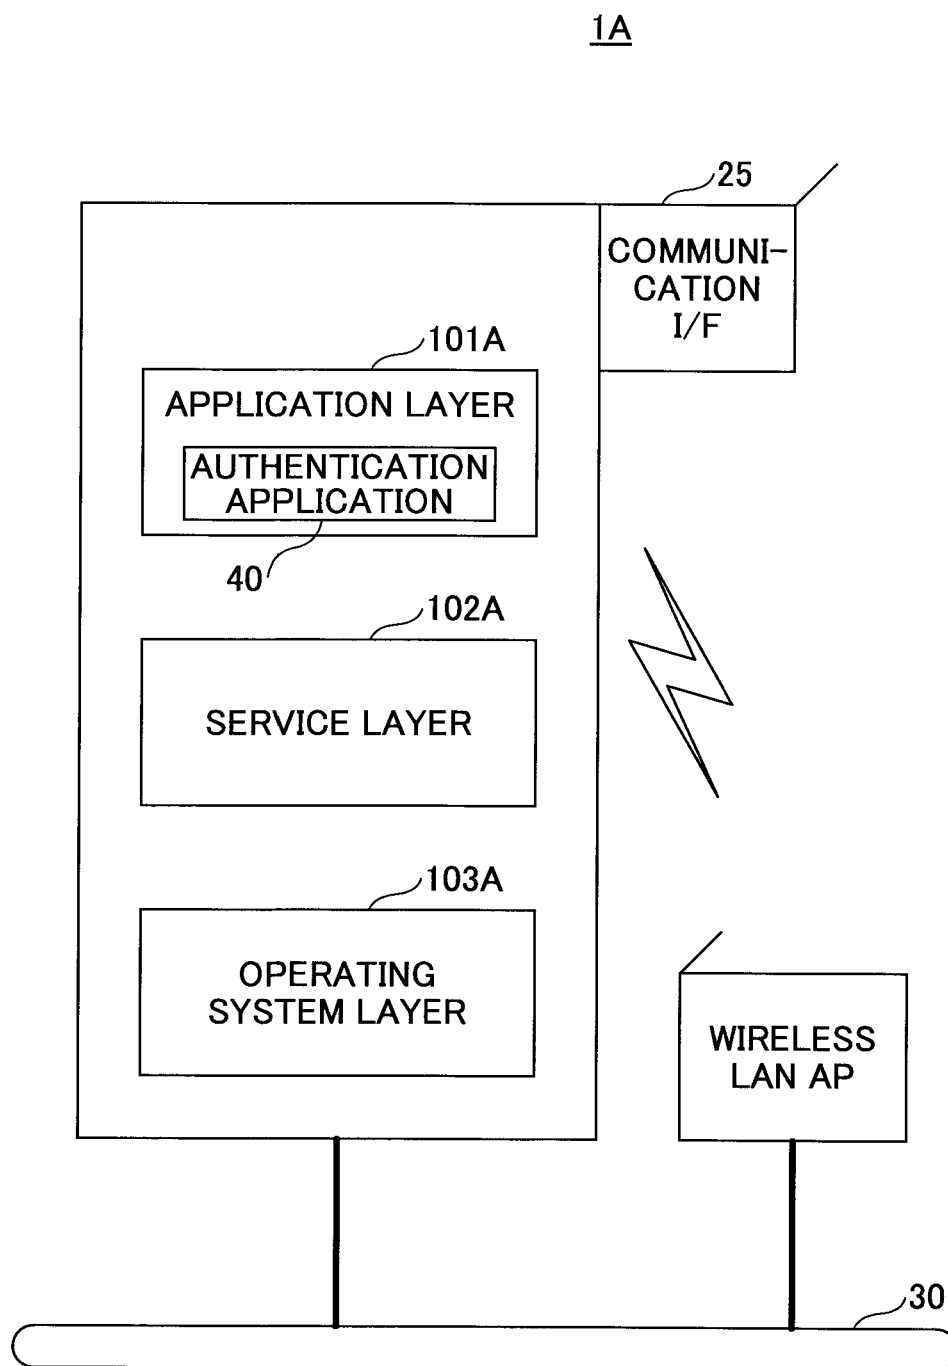 1A
25
COMMUNI-
CATION
I/F
101A
APPLICATION LAYER
AUTHENTICATION
APPLICATION
40
102A
SERVICE LAYER
103A
OPERATING
SYSTEM LAYER
WIRELESS
LAN AP
30